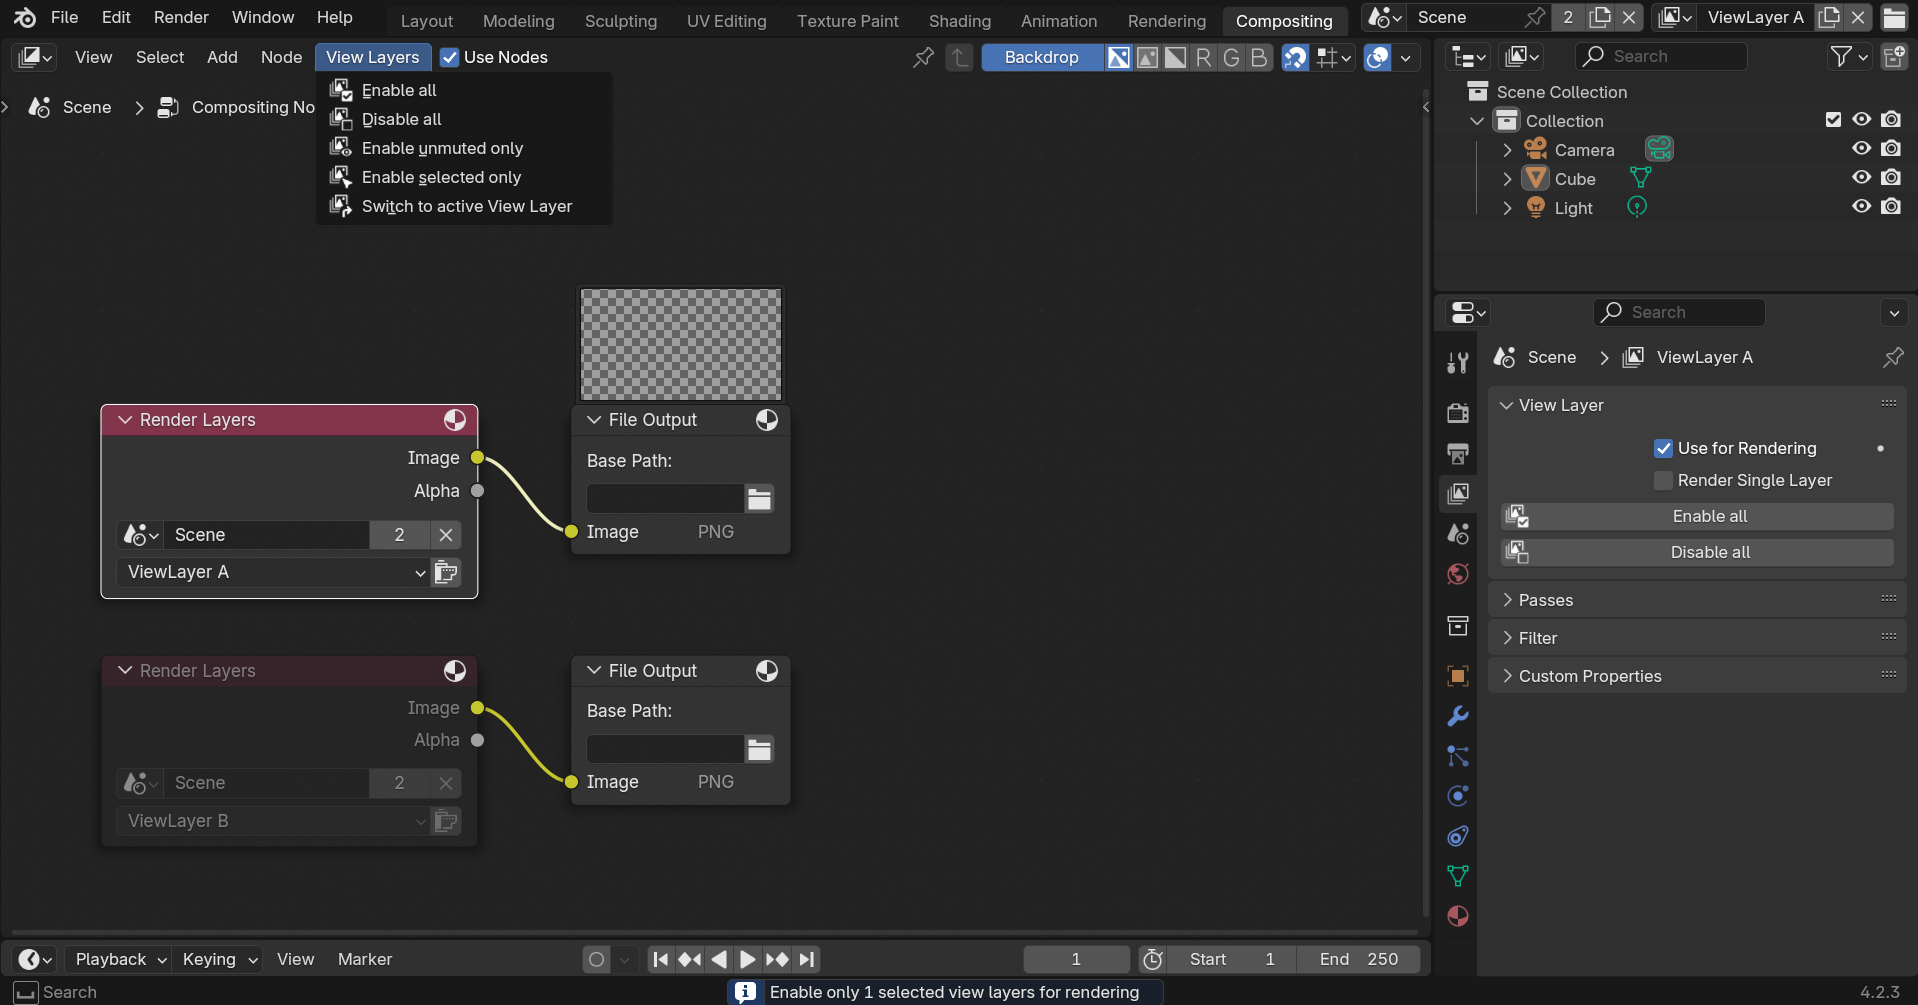 File Edit Render Window Help Layout Modeling Sculpting UV Editing Texture Paint Shading Animation Rendering Compositing Scene 2 ViewLayer A
View Select Add Node View Layers Use Nodes Backdrop R G B Search
Scene Compositing No
Enable all
Disable all
Enable unmuted only
Enable selected only
Switch to active View Layer
Scene Collection
Collection
Camera
Cube
Light
Search
Scene ViewLayer A
View Layer
Use for Rendering
Render Single Layer
Enable all
Disable all
Passes
Filter
Custom Properties
Render Layers
Image
Alpha
Scene 2
ViewLayer A
File Output
Base Path:
Image PNG
Render Layers
Image
Alpha
Scene 2
ViewLayer B
File Output
Base Path:
Image PNG
Playback Keying View Marker 1 Start 1 End 250
Search Enable only 1 selected view layers for rendering 4.2.3